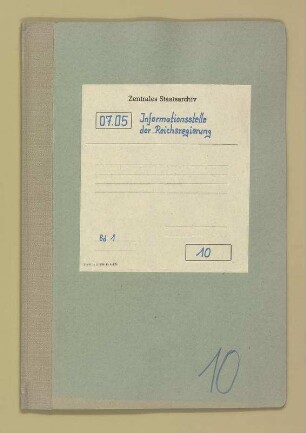 Zentrales Staatsarchiv
07.05 Informationsstelle
der Reichsregierung
Bd. 1
10
10